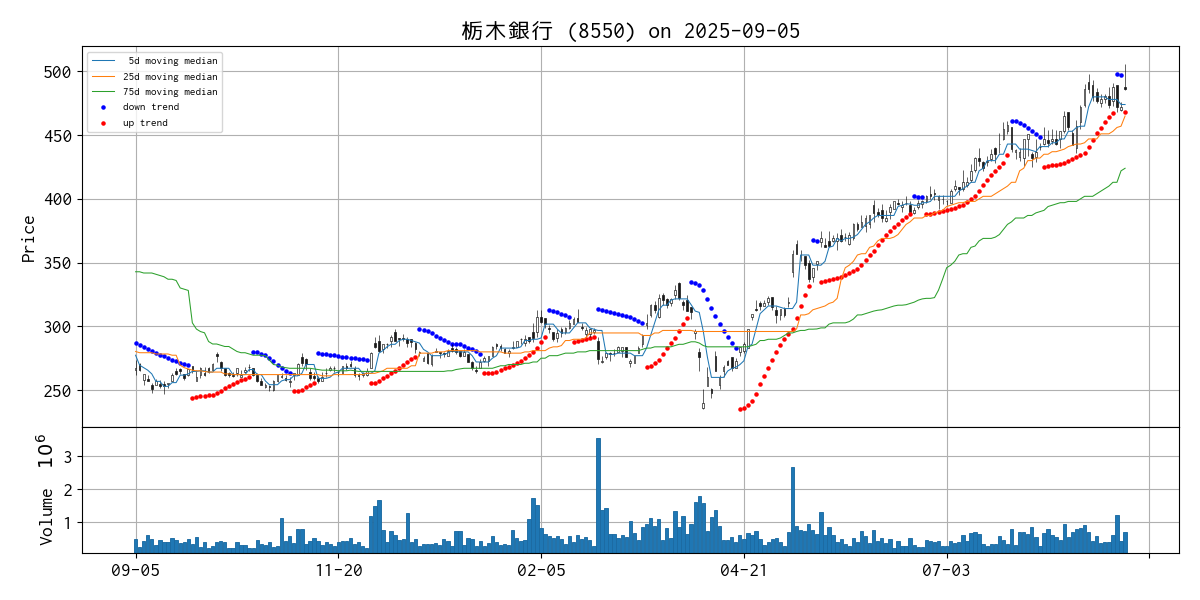 栃木銀行 (8550) on 2025-09-05
5d moving median
25d moving median
75d moving median
down trend
up trend
Price
500
450
400
350
300
250
Volume 10^6
3
2
1
09-05 11-20 02-05 04-21 07-03